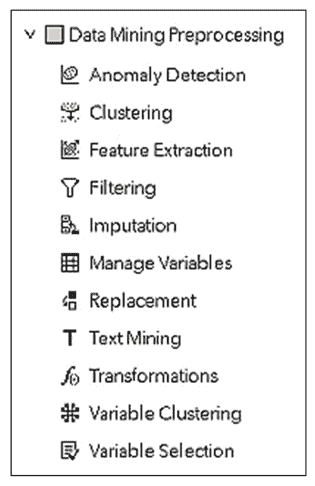 Data Mining Preprocessing
Anomaly Detection
Clustering
Feature Extraction
Filtering
Imputation
Manage Variables
Replacement
Text Mining
Transformations
Variable Clustering
Variable Selection